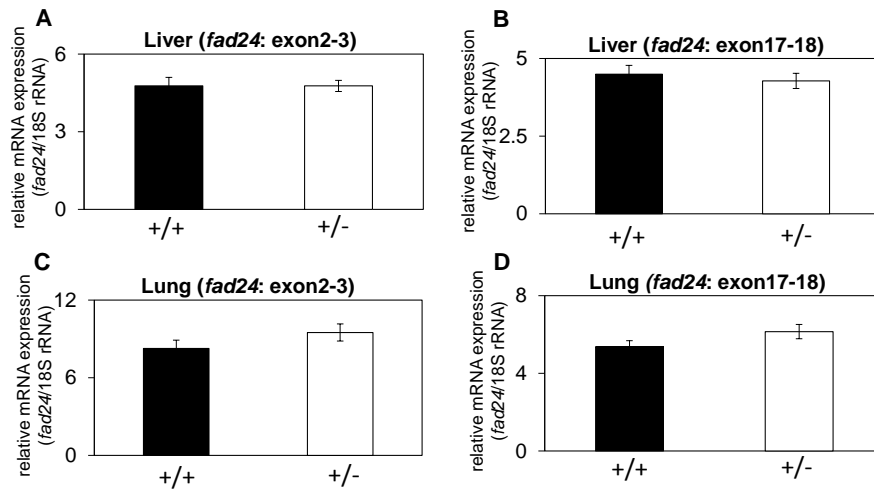 A
Liver (fad24: exon2-3)
relative mRNA expression
(fad24/18S rRNA)
6
3
0
+/+
+/-
B
Liver (fad24: exon17-18)
relative mRNA expression
(fad24/18S rRNA)
5
2.5
0
+/+
+/-
C
Lung (fad24: exon2-3)
relative mRNA expression
(fad24/18S rRNA)
12
8
6
0
+/+
+/-
D
Lung (fad24: exon17-18)
relative mRNA expression
(fad24/18S rRNA)
8
4
0
+/+
+/-